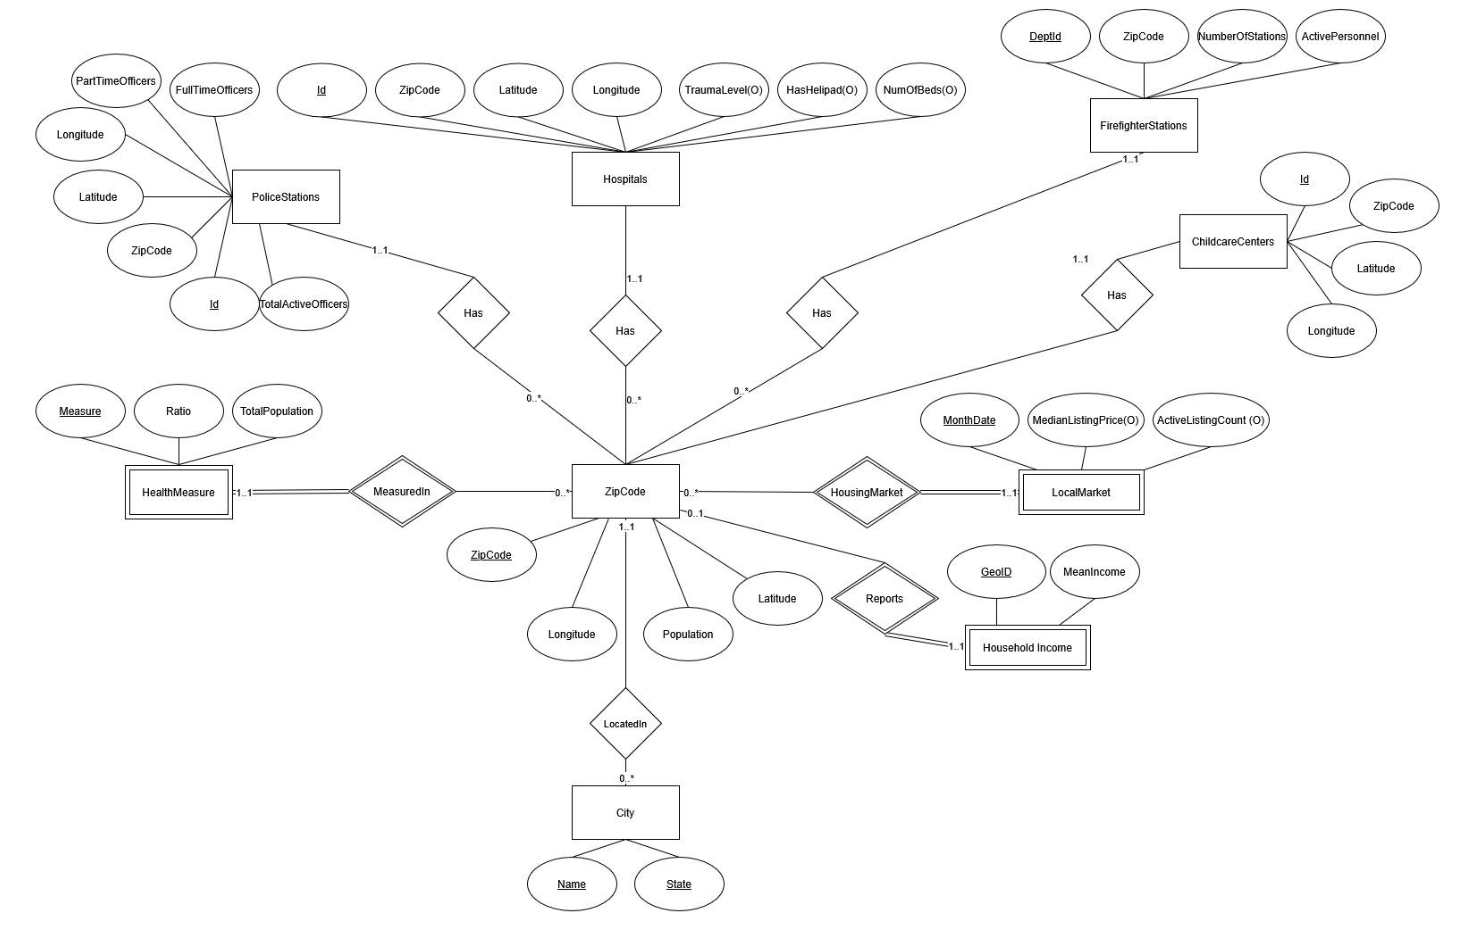 DeptId
ZipCode
NumberOfStations
ActivePersonnel
PartTimeOfficers
FullTimeOfficers
Id
ZipCode
Latitude
Longitude
TraumaLevel(O)
HasHelipad(O)
NumOfBeds(O)
Longitude
FirefighterStations
1..1
Latitude
PoliceStations
Hospitals
Id
ZipCode
ZipCode
1..1
ChildcareCenters
1..1
Latitude
1..1
Has
Id
TotalActiveOfficers
Has
Has
Has
Longitude
0..*
0..*
0..*
Measure
Ratio
TotalPopulation
MonthDate
MedianListingPrice(O)
ActiveListingCount (O)
HealthMeasure
1..1
MeasuredIn
0..*
ZipCode
0..*
HousingMarket
1..1
LocalMarket
0..1
1..1
ZipCode
GeoID
MeanIncome
Latitude
Reports
Longitude
Population
1..1
Household Income
LocatedIn
0..*
City
Name
State